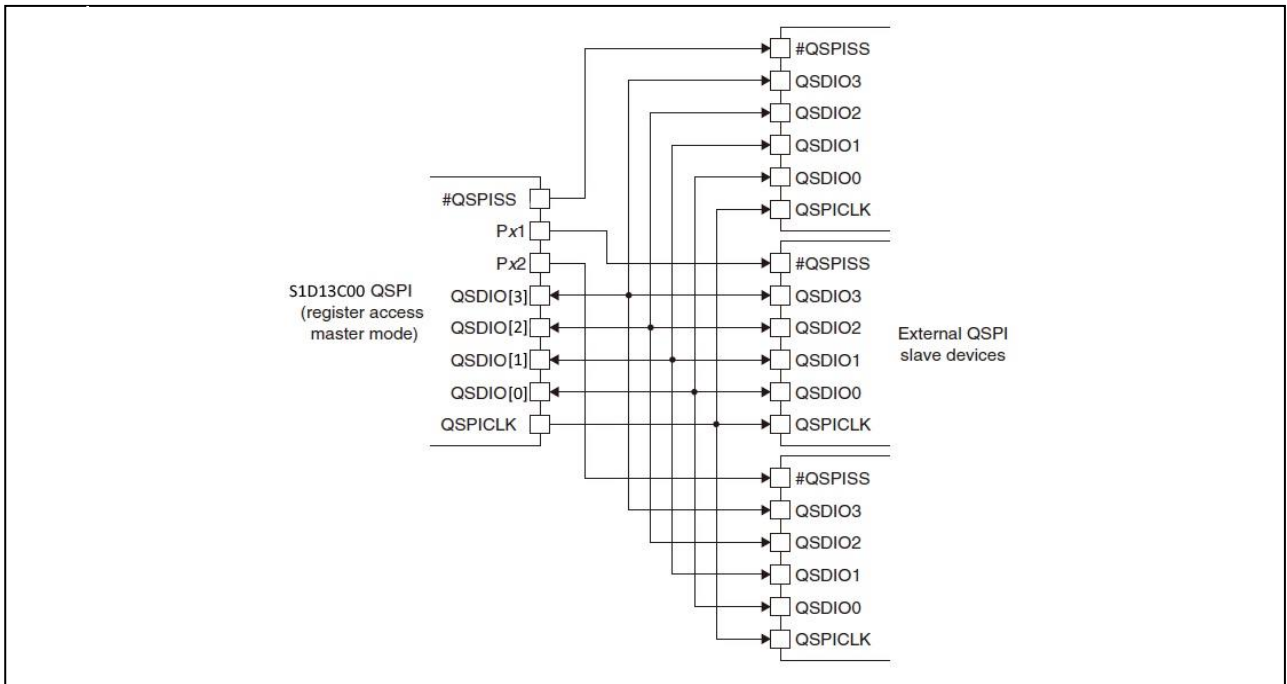 #QSPISS
QSDIO3
QSDIO2
QSDIO1
QSDIO0
QSPICLK
S1D13C00 QSPI
(register access
master mode)
#QSPISS
Px1
Px2
QSDIO[3]
QSDIO[2]
QSDIO[1]
QSDIO[0]
QSPICLK
#QSPISS
QSDIO3
QSDIO2
QSDIO1
QSDIO0
QSPICLK
External QSPI
slave devices
#QSPISS
QSDIO3
QSDIO2
QSDIO1
QSDIO0
QSPICLK